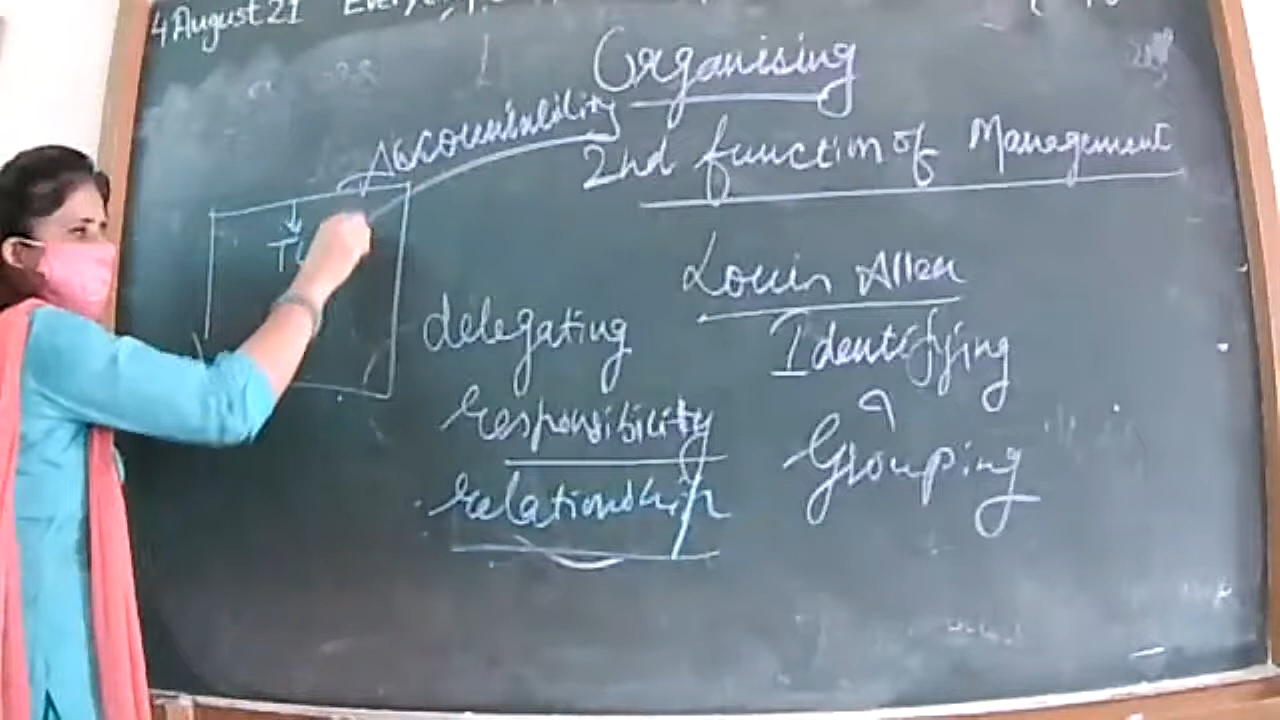 4 August 21
Organising
Accountability
2nd function of Management
Louis Allen
delegating
Identifying
responsibility
Grouping
relationship